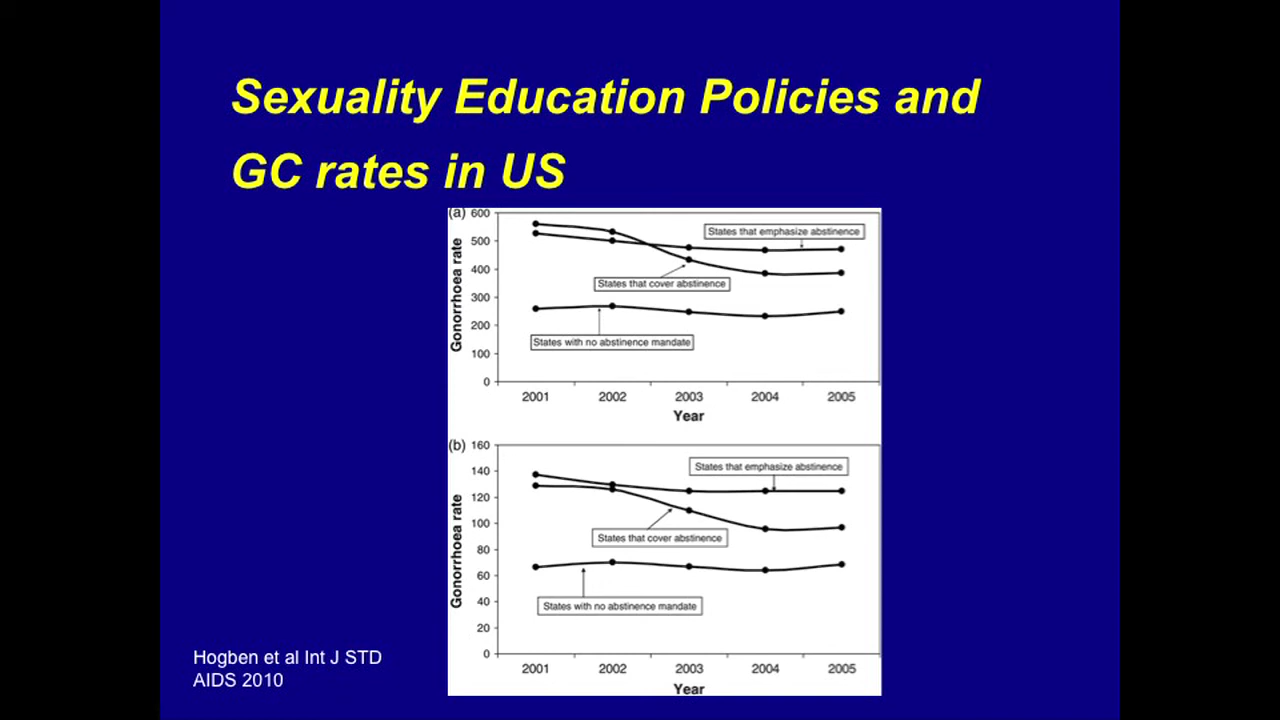 Sexuality Education Policies and
GC rates in US
(a)
600
500
400
300
200
100
0
Gonorrhoea rate
States that emphasize abstinence
States that cover abstinence
States with no abstinence mandate
2001 2002 2003 2004 2005
Year
(b)
160
140
120
100
80
60
40
20
0
Gonorrhoea rate
States that emphasize abstinence
States that cover abstinence
States with no abstinence mandate
2001 2002 2003 2004 2005
Year
Hogben et al Int J STD
AIDS 2010